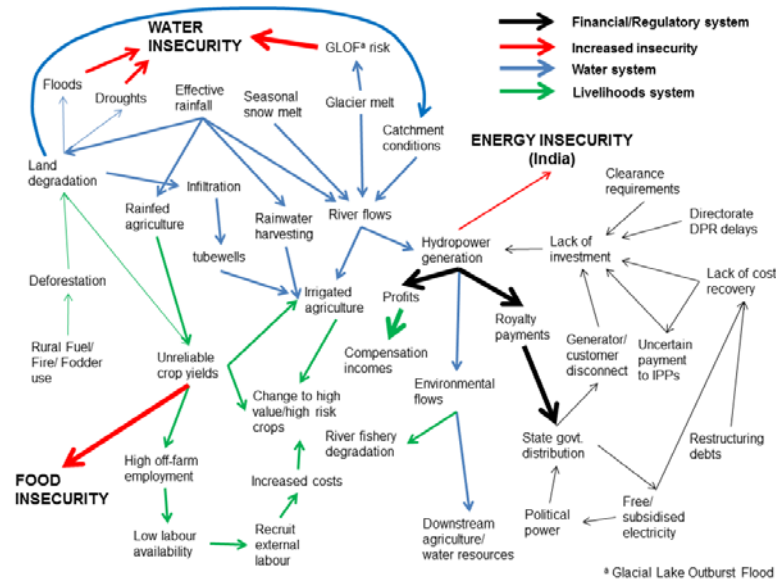 WATER
INSECURITY
GLOFᵃ risk
Financial/Regulatory system
Increased insecurity
Water system
Livelihoods system
Floods
Droughts
Effective
rainfall
Seasonal
snow melt
Glacier melt
Catchment
conditions
ENERGY INSECURITY
(India)
Clearance
requirements
Land
degradation
Infiltration
Rainfed
agriculture
Rainwater
harvesting
River flows
Hydropower
generation
Lack of
investment
Directorate
DPR delays
tubewells
Deforestation
Irrigated
agriculture
Profits
Royalty
payments
Lack of cost
recovery
Rural Fuel/
Fire/ Fodder
use
Unreliable
crop yields
Compensation
incomes
Generator/
customer
disconnect
Uncertain
payment
to IPPs
Change to high
value/high risk
crops
Environmental
flows
River fishery
degradation
State govt.
distribution
Restructuring
debts
FOOD
INSECURITY
High off-farm
employment
Increased costs
Low labour
availability
Recruit
external
labour
Downstream
agriculture/
water resources
Political
power
Free/
subsidised
electricity
ᵃ Glacial Lake Outburst Flood